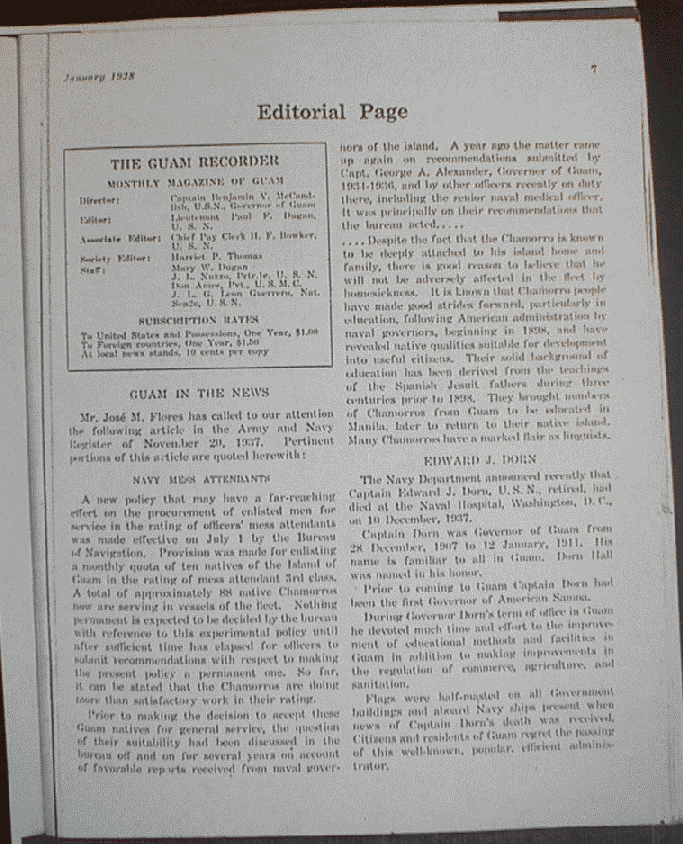 January 1938
7
Editorial Page
THE GUAM RECORDER
MONTHLY MAGAZINE OF GUAM
Director: Captain Benjamin V. McCand-
lish, U.S.N., Governor of Guam
Editor: Lieutenant Paul F. Dugan,
U. S. N.
Associate Editor: Chief Pay Clerk H. F. Bowker,
U. S. N.
Society Editor: Harriet P. Thomas
Staff: Mary W. Dugan
J. L. U. S. N.
Don Pvt., U. S. M. C.
J. L. G. Leon Guerrero, Nat.
U. S. N.
SUBSCRIPTION RATES
To United States and Possessions, One Year, $1.00
To Foreign countries, One Year, $1.50
At local news stands, 10 cents per copy
GUAM IN THE NEWS
Mr. José M. Flores has called to our attention
the following article in the Army and Navy
Register of November 20, 1937. Pertinent
portions of this article are quoted herewith:
NAVY MESS ATTENDANTS
A new policy that may have a far-reaching
effect on the procurement of enlisted men for
service in the rating of officers' mess attendants
was made effective on July 1 by the Bureau
of Navigation. Provision was made for enlisting
a monthly quota of ten natives of the Island of
Guam in the rating of mess attendant 3rd class.
A total of approximately 88 native Chamorros
now are serving in vessels of the fleet. Nothing
permanent is expected to be decided by the bureau
with reference to this experimental policy until
after sufficient time has elapsed for officers to
submit recommendations with respect to making
the present policy a permanent one. So far,
it can be stated that the Chamorros are doing
more than satisfactory work in their rating.
Prior to making the decision to accept these
Guam natives for general service, the question
of their suitability had been discussed in the
bureau off and on for several years on account
of favorable reports received from naval gover-
nors of the island. A year ago the matter came
up again on recommendations submitted by
Capt. George A. Alexander, Governor of Guam,
1931-1936, and by other officers recently on duty
there, including the senior naval medical officer.
It was principally on their recommendations that
the bureau acted.....
....Despite the fact that the Chamorro is known
to be deeply attached to his island home and
family, there is good reason to believe that he
will not be adversely affected in the fleet by
homesickness. It is known that Chamorro people
have made good strides forward, particularly in
education, following American administration by
naval governors, beginning in 1898, and have
revealed native qualities suitable for development
into useful citizens. Their solid background of
education has been derived from the teachings
of the Spanish Jesuit fathers during three
centuries prior to 1898. They brought numbers
of Chamorros from Guam to be educated in
Manila, later to return to their native island.
Many Chamorros have a marked flair as linguists.
EDWARD J. DORN
The Navy Department announced recently that
Captain Edward J. Dorn, U. S. N., retired, had
died at the Naval Hospital, Washington, D. C.,
on 10 December, 1937.
Captain Dorn was Governor of Guam from
28 December, 1907 to 12 January, 1911. His
name is familiar to all in Guam. Dorn Hall
was named in his honor.
Prior to coming to Guam Captain Dorn had
been the first Governor of American Samoa.
During Governor Dorn's term of office in Guam
he devoted much time and effort to the improve-
ment of educational methods and facilities in
Guam in addition to making improvements in
the regulation of commerce, agriculture, and
sanitation.
Flags were half-masted on all Government
buildings and aboard Navy ships present when
news of Captain Dorn's death was received.
Citizens and residents of Guam regret the passing
of this well-known, popular, efficient adminis-
trator.